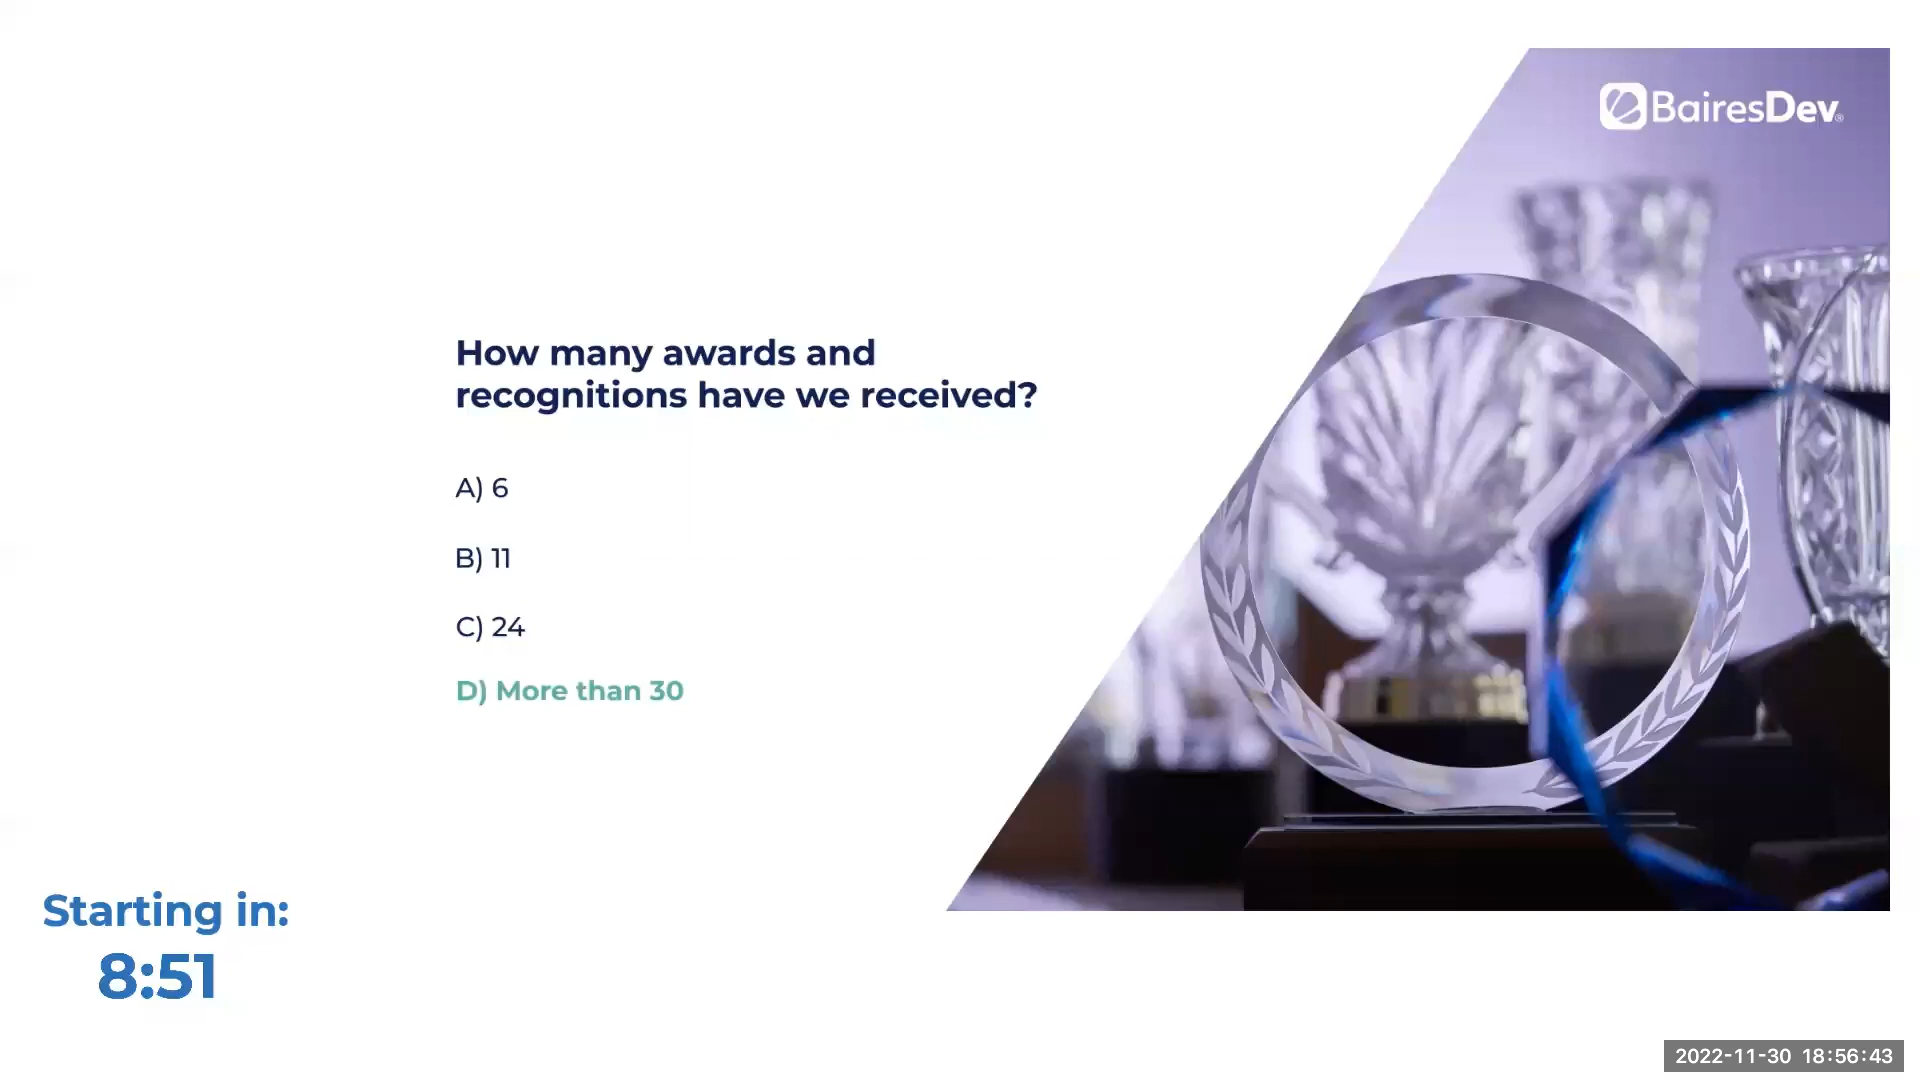 BairesDev®
How many awards and
recognitions have we received?
A) 6
B) 11
C) 24
D) More than 30
Starting in:
8:51
2022-11-30 18:56:43